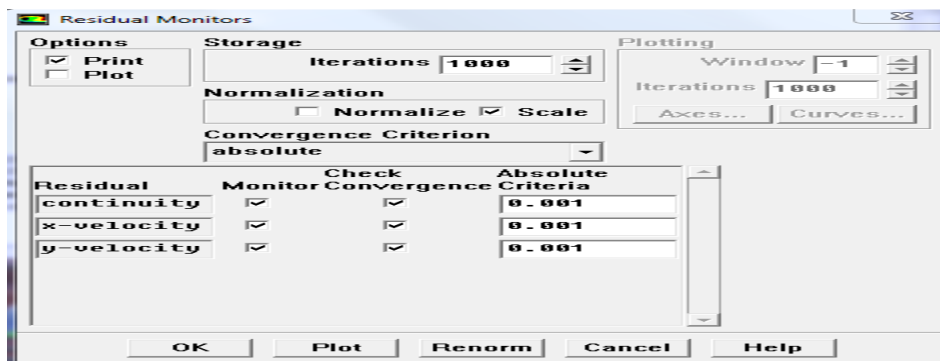 Residual Monitors
Options
Print
Plot
Storage
Iterations 1000
Normalization
Normalize Scale
Convergence Criterion
absolute
Plotting
Window -1
Iterations 1000
Axes... Curves...
Residual Monitor Check Convergence Absolute Criteria
continuity 0.001
x-velocity 0.001
y-velocity 0.001
OK Plot Renorm Cancel Help